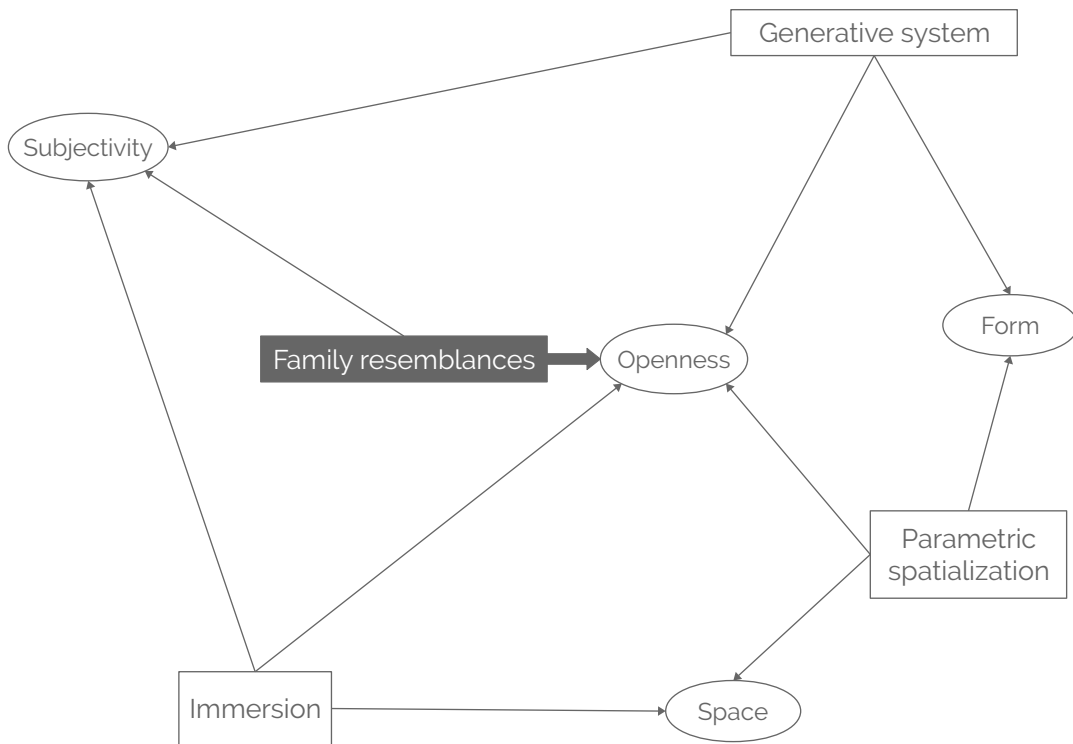 Generative system
Subjectivity
Form
Family resemblances
Openness
Parametric
spatialization
Immersion
Space